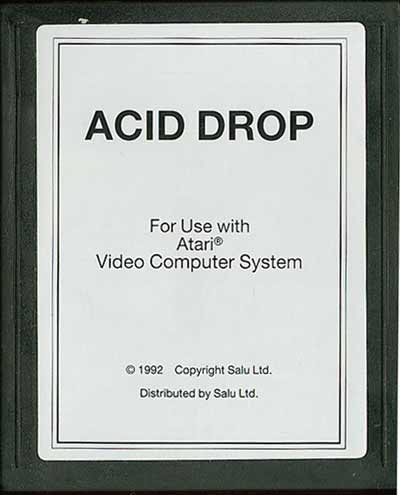 ACID DROP
For Use with
Atari®
Video Computer System
© 1992 Copyright Salu Ltd.
Distributed by Salu Ltd.